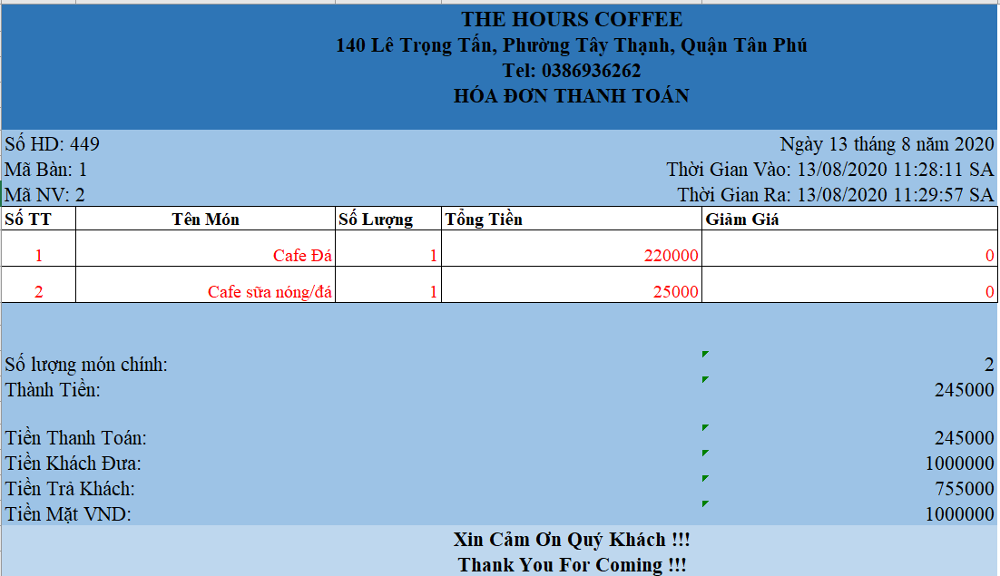 THE HOURS COFFEE
140 Lê Trọng Tấn, Phường Tây Thạnh, Quận Tân Phú
Tel: 0386936262
HÓA ĐƠN THANH TOÁN
Số HD: 449 Ngày 13 tháng 8 năm 2020
Mã Bàn: 1 Thời Gian Vào: 13/08/2020 11:28:11 SA
Mã NV: 2 Thời Gian Ra: 13/08/2020 11:29:57 SA
Số TT Tên Món Số Lượng Tổng Tiền Giảm Giá
1 Cafe Đá 1 220000 0
2 Cafe sữa nóng/đá 1 25000 0
Số lượng món chính: 2
Thành Tiền: 245000
Tiền Thanh Toán: 245000
Tiền Khách Đưa: 1000000
Tiền Trả Khách: 755000
Tiền Mặt VND: 1000000
Xin Cảm Ơn Quý Khách !!!
Thank You For Coming !!!